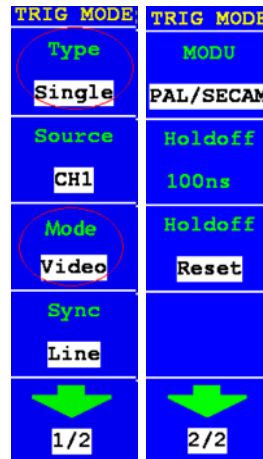 TRIG MODE
Type
Single
Source
CH1
Mode
Video
Sync
Line
1/2
TRIG MODE
MODU
PAL/SECAM
Holdoff
100ns
Holdoff
Reset
2/2